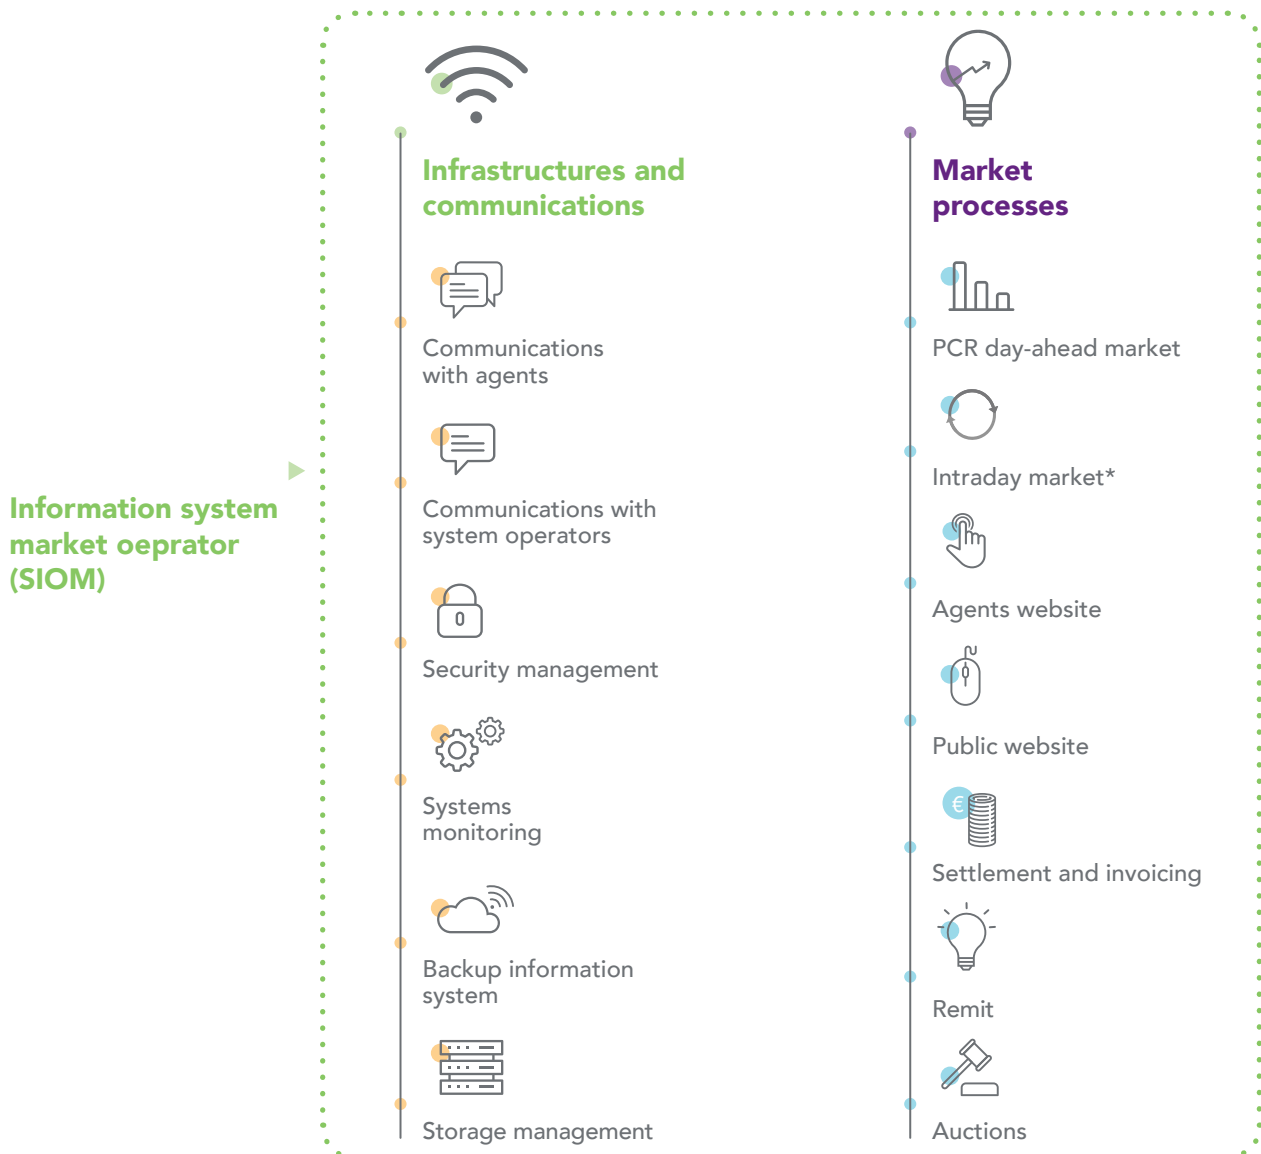 Information system
market oeprator
(SIOM)
Infrastructures and
communications
Communications
with agents
Communications with
system operators
Security management
Systems
monitoring
Backup information
system
Storage management
Market
processes
PCR day-ahead market
Intraday market*
Agents website
Public website
€
Settlement and invoicing
Remit
Auctions